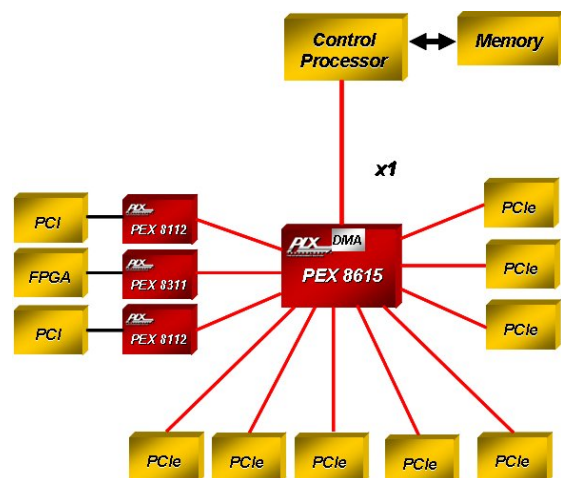 Control
Processor
Memory
x1
PCI
PLX
PEX 8112
FPGA
PLX
PEX 8311
PCI
PLX
PEX 8112
PLX
DMA
PEX 8615
PCIe
PCIe
PCIe
PCIe
PCIe
PCIe
PCIe
PCIe